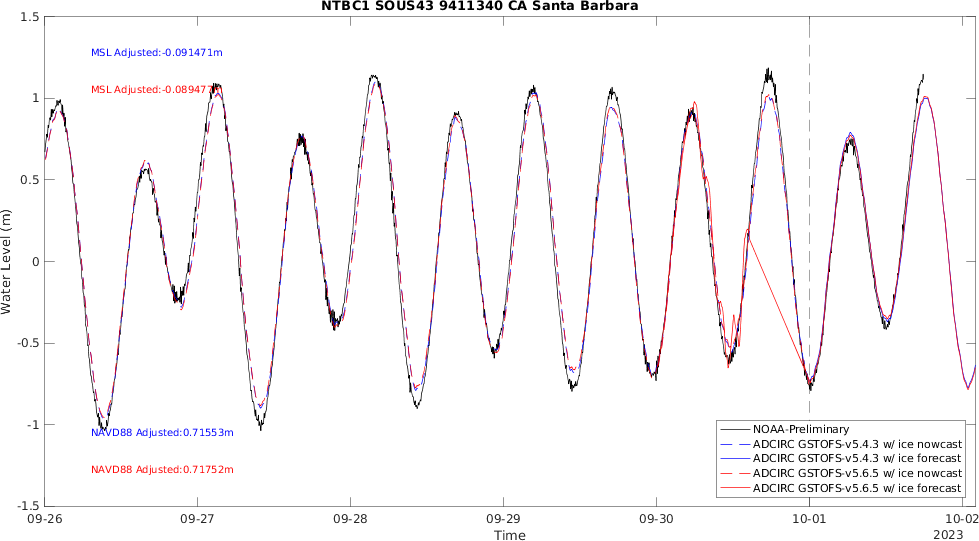 NTBC1 SOUS43 9411340 CA Santa Barbara
1.5
MSL Adjusted:-0.091471m
MSL Adjusted:-0.089477m
1
0.5
Water Level (m)
0
-0.5
-1
NAVD88 Adjusted:0.71553m
NAVD88 Adjusted:0.71752m
NOAA-Preliminary
ADCIRC GSTOFS-v5.4.3 w/ ice nowcast
ADCIRC GSTOFS-v5.4.3 w/ ice forecast
ADCIRC GSTOFS-v5.6.5 w/ ice nowcast
ADCIRC GSTOFS-v5.6.5 w/ ice forecast
-1.5
09-26 09-27 09-28 09-29 09-30 10-01 10-02
Time 2023